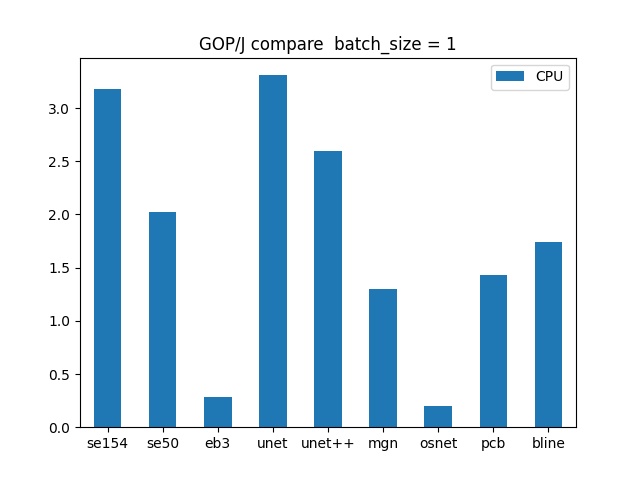 GOP/J compare  batch_size = 1
CPU
3.0
2.5
2.0
1.5
1.0
0.5
0.0
se154 se50 eb3 unet unet++ mgn osnet pcb bline